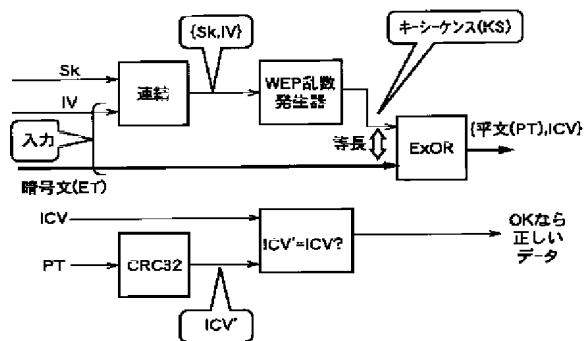 {Sk,IV}
キーシーケンス(KS)
Sk
連結
WEP乱数
発生器
IV
入力
等長
{平文(PT),ICV}
ExOR
暗号文(ET)
ICV
ICV'=ICV?
OKなら
正しい
データ
PT
CRC32
ICV'